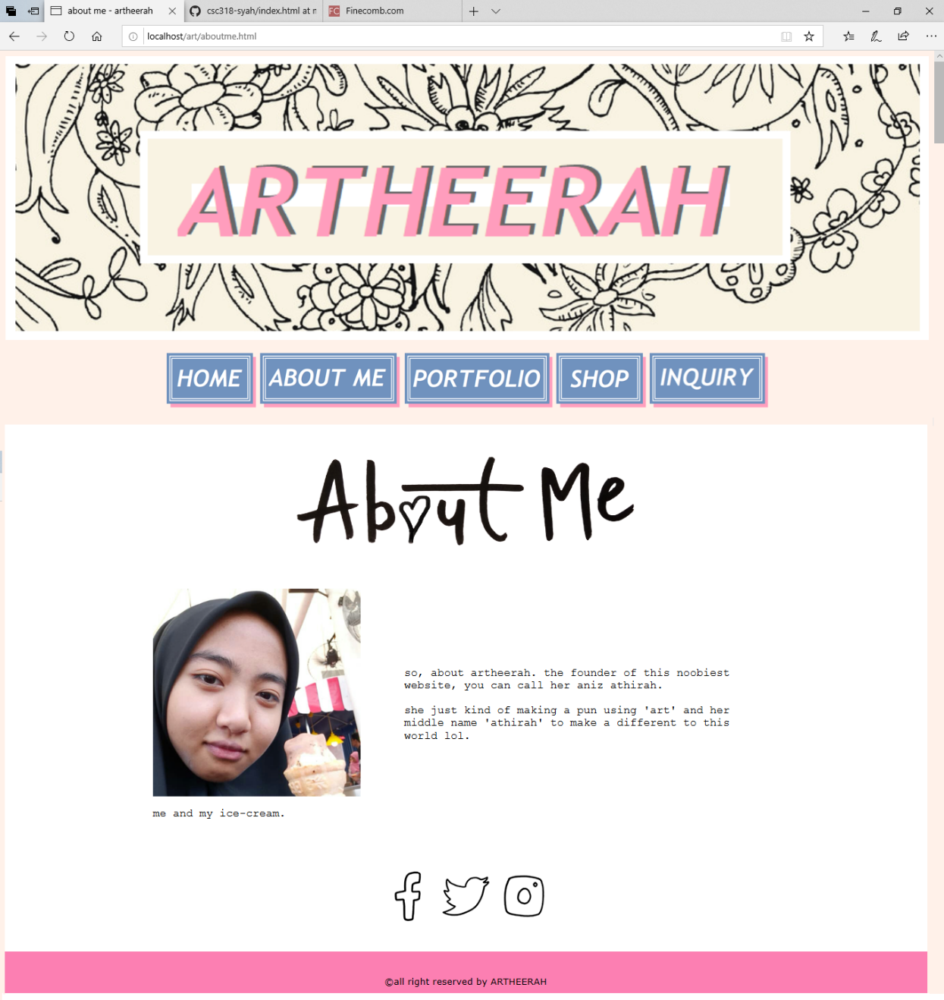 about me - artheerah
csc318-syah/index.html at n
FC Finecomb.com
localhost/art/aboutme.html
ARTHEERAH
HOME
ABOUT ME
PORTFOLIO
SHOP
INQUIRY
About Me
so, about artheerah. the founder of this noobiest
website, you can call her aniz athirah.
she just kind of making a pun using 'art' and her
middle name 'athirah' to make a different to this
world lol.
me and my ice-cream.
©all right reserved by ARTHEERAH